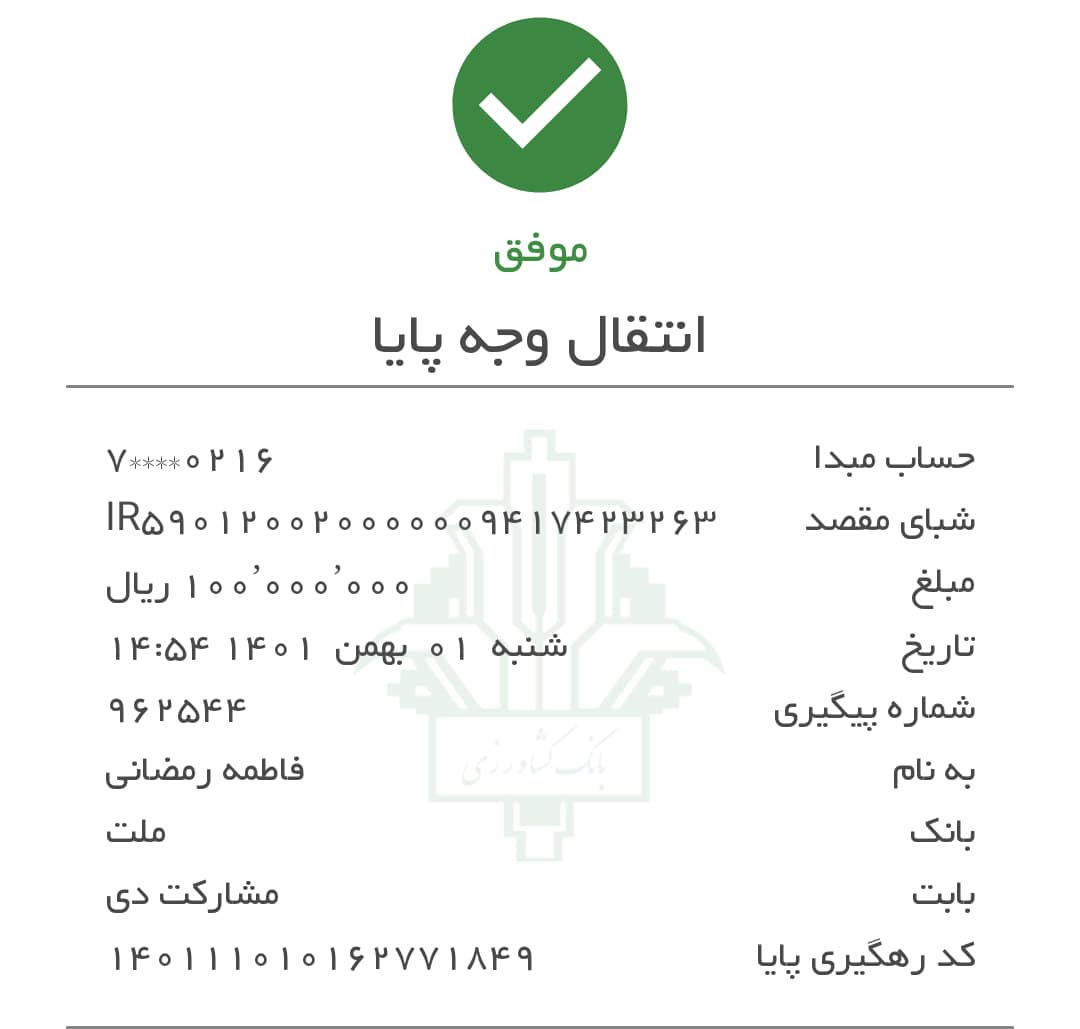 موفق
انتقال وجه پایا
حساب مبدا ۷****۰۲۱۶
شبای مقصد IR۵۹۰۱۲۰۰۲۰۰۰۰۰۰۹۴۱۷۴۲۳۲۶۳
مبلغ ۱۰۰٬۰۰۰٬۰۰۰ ریال
تاریخ شنبه ۰۱ بهمن ۱۴۰۱ ۱۴:۵۴
شماره پیگیری ۹۶۲۵۴۴
به نام فاطمه رمضانی
بانک ملت
بابت مشارکت دی
کد رهگیری پایا ۱۴۰۱۱۱۰۱۰۱۶۲۷۷۱۸۴۹
بانک کشاورزی